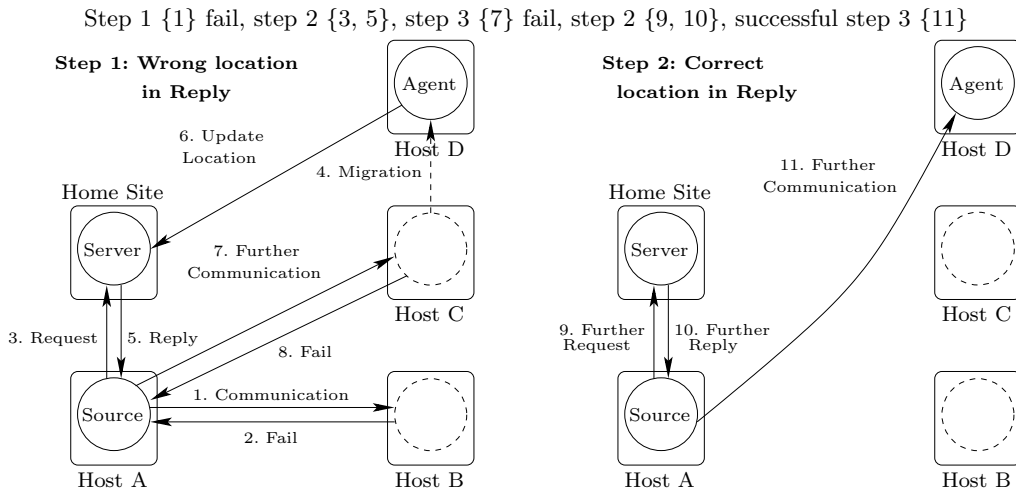 Step 1 {1} fail, step 2 {3, 5}, step 3 {7} fail, step 2 {9, 10}, successful step 3 {11}
Step 1: Wrong location
in Reply
Agent
Host D
6. Update
Location
4. Migration
Home Site
Server
7. Further
Communication
Host C
3. Request
5. Reply
8. Fail
1. Communication
Source
2. Fail
Host A
Host B
Step 2: Correct
location in Reply
Agent
Host D
11. Further
Communication
Home Site
Server
Host C
9. Further
Request
10. Further
Reply
Source
Host A
Host B